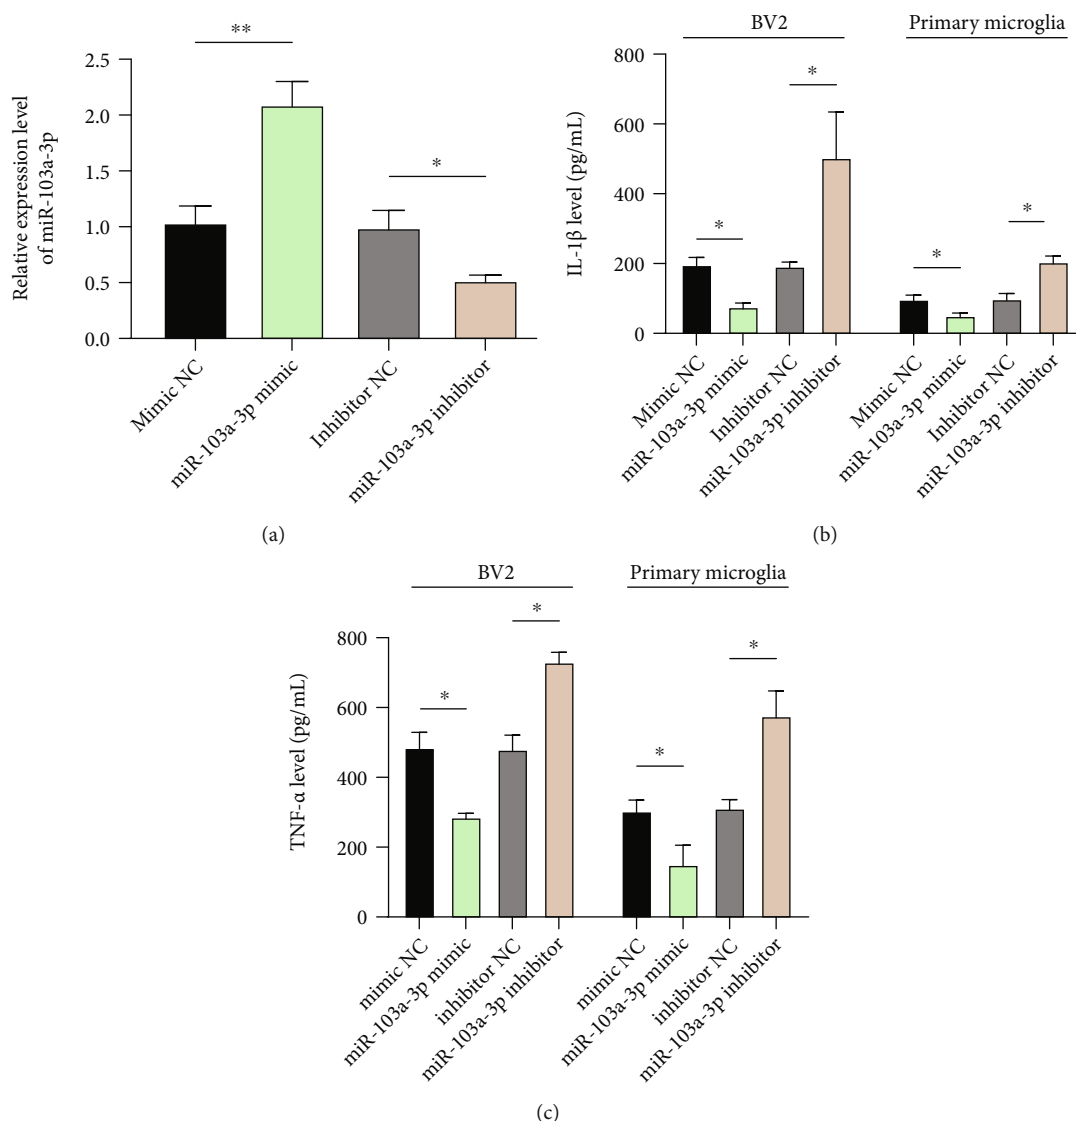 **
2.5
2.0
1.5
1.0
0.5
0.0
Relative expression level
of miR-103a-3p
*
Mimic NC
miR-103a-3p mimic
Inhibitor NC
miR-103a-3p inhibitor
(a)
BV2
Primary microglia
800
600
400
200
0
IL-1β level (pg/mL)
*
*
*
*
Mimic NC
miR-103a-3p mimic
Inhibitor NC
miR-103a-3p inhibitor
Mimic NC
miR-103a-3p mimic
Inhibitor NC
miR-103a-3p inhibitor
(b)
BV2
Primary microglia
800
600
400
200
0
TNF-α level (pg/mL)
*
*
*
*
mimic NC
miR-103a-3p mimic
inhibitor NC
miR-103a-3p inhibitor
mimic NC
miR-103a-3p mimic
inhibitor NC
miR-103a-3p inhibitor
(c)